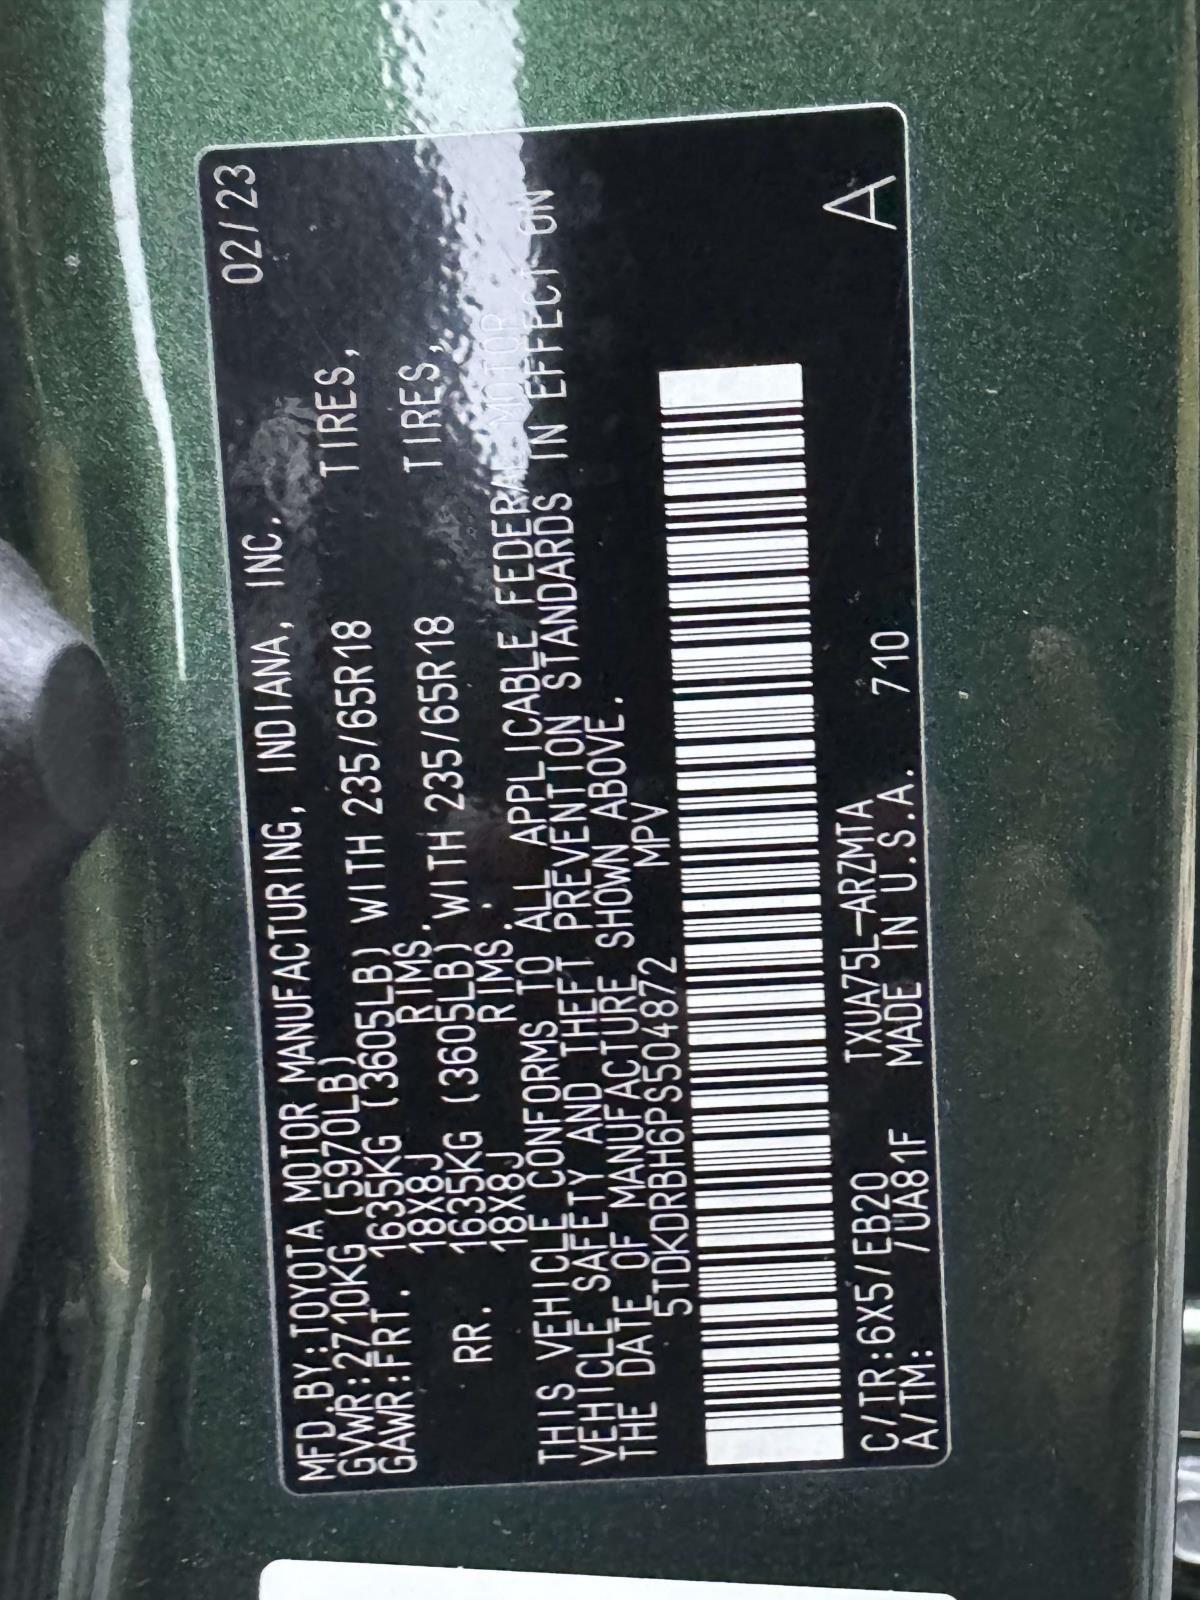 MFD.BY:TOYOTA MOTOR MANUFACTURING, INDIANA, INC. 02/23
GVWR:2710KG (5970LB)
GAWR:FRT. 1635KG (3605LB) WITH 235/65R18 TIRES,
18X8J RIMS.
RR. 1635KG (3605LB) WITH 235/65R18 TIRES,
18X8J RIMS.
THIS VEHICLE CONFORMS TO ALL APPLICABLE FEDERAL MOTOR
VEHICLE SAFETY AND THEFT PREVENTION STANDARDS IN EFFECT ON
THE DATE OF MANUFACTURE SHOWN ABOVE.
5TDKDRBH6PS504872 MPV
C/TR:6X5/EB20 TXUA75L-ARZMTA
A/TM: /UA81F MADE IN U.S.A. 710
A